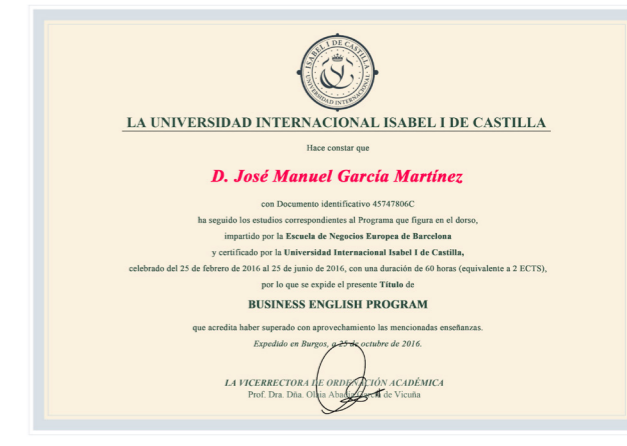 ISABEL I DE CASTILLA
UNIVERSIDAD INTERNACIONAL
LA UNIVERSIDAD INTERNACIONAL ISABEL I DE CASTILLA
Hace constar que
D. José Manuel García Martínez
con Documento identificativo 45747806C
ha seguido los estudios correspondientes al Programa que figura en el dorso,
impartido por la Escuela de Negocios Europea de Barcelona
y certificado por la Universidad Internacional Isabel I de Castilla,
celebrado del 25 de febrero de 2016 al 25 de junio de 2016, con una duración de 60 horas (equivalente a 2 ECTS),
por lo que se expide el presente Título de
BUSINESS ENGLISH PROGRAM
que acredita haber superado con aprovechamiento las mencionadas enseñanzas.
Expedido en Burgos, a 25 de octubre de 2016.
LA VICERRECTORA DE ORDENACIÓN ACADÉMICA
Prof. Dra. Dña. Olaia Abadía García de Vicuña